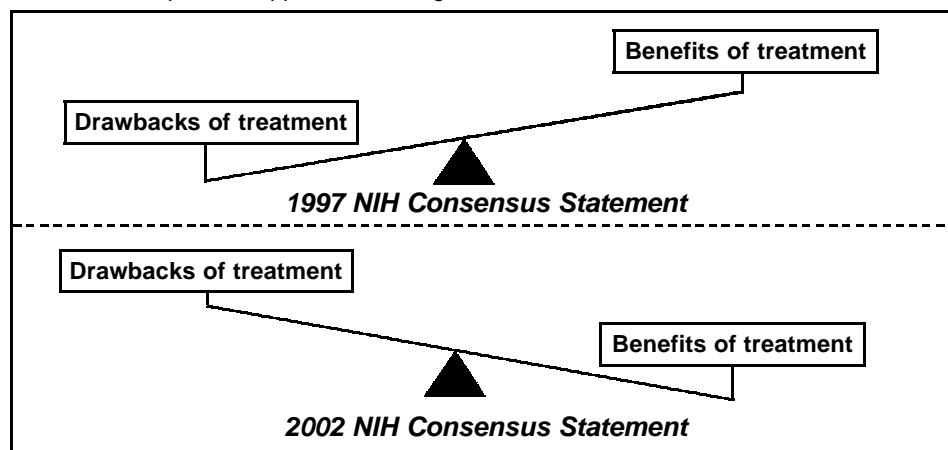 Benefits of treatment
Drawbacks of treatment
1997 NIH Consensus Statement
Drawbacks of treatment
Benefits of treatment
2002 NIH Consensus Statement